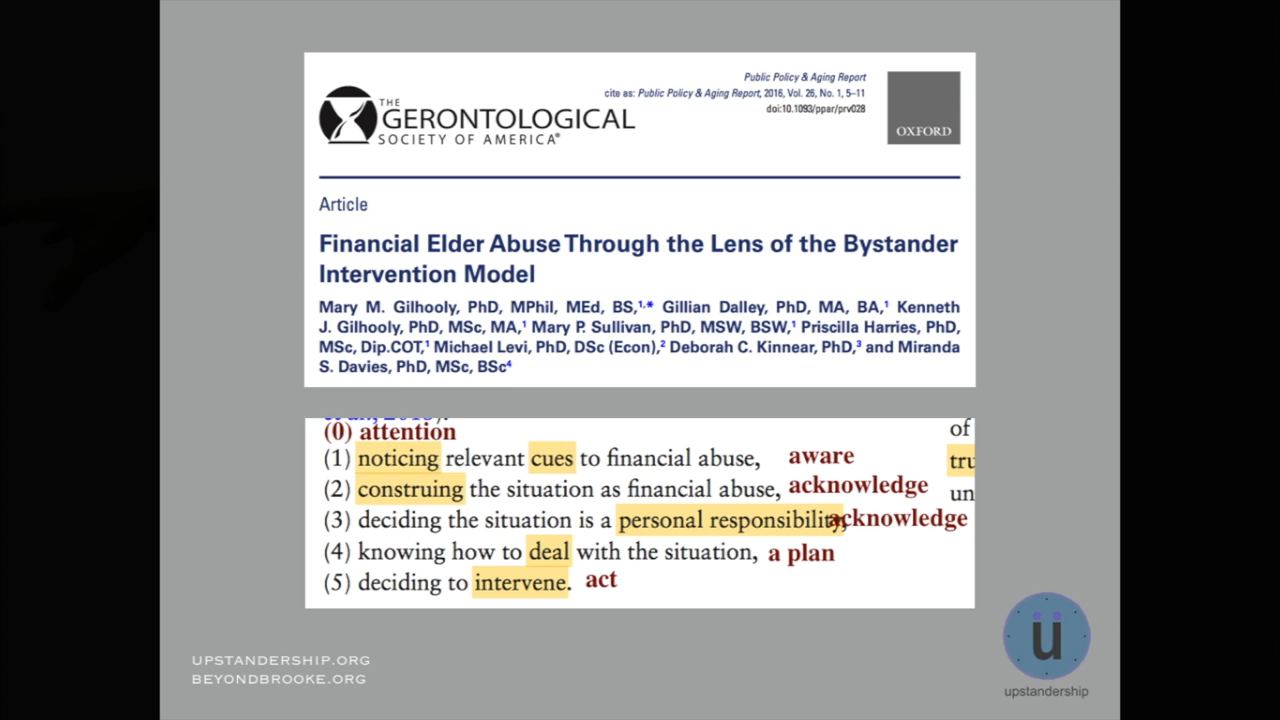 THE
GERONTOLOGICAL
SOCIETY OF AMERICA®
Public Policy & Aging Report
cite as: Public Policy & Aging Report, 2016, Vol. 26, No. 1, 5–11
doi:10.1093/ppar/prv028
OXFORD
Article
Financial Elder Abuse Through the Lens of the Bystander
Intervention Model
Mary M. Gilhooly, PhD, MPhil, MEd, BS,1,* Gillian Dalley, PhD, MA, BA,1 Kenneth
J. Gilhooly, PhD, MSc, MA,1 Mary P. Sullivan, PhD, MSW, BSW,1 Priscilla Harries, PhD,
MSc, Dip.COT,1 Michael Levi, PhD, DSc (Econ),2 Deborah C. Kinnear, PhD,3 and Miranda
S. Davies, PhD, MSc, BSc4
(0) attention
(1) noticing relevant cues to financial abuse, aware
(2) construing the situation as financial abuse, acknowledge
(3) deciding the situation is a personal responsibility, acknowledge
(4) knowing how to deal with the situation, a plan
(5) deciding to intervene. act
of
tru
un
UPSTANDERSHIP.ORG
BEYONDBROOKE.ORG
ü
upstandership